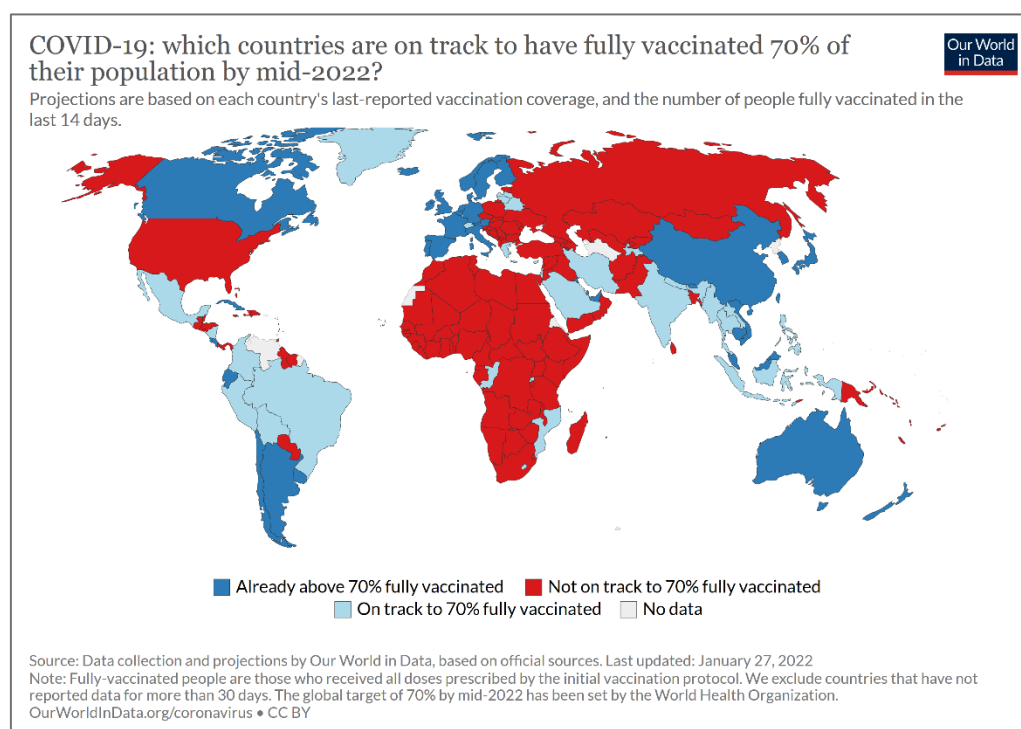 COVID-19: which countries are on track to have fully vaccinated 70% of
their population by mid-2022?
Our World
in Data
Projections are based on each country's last-reported vaccination coverage, and the number of people fully vaccinated in the
last 14 days.
Already above 70% fully vaccinated
Not on track to 70% fully vaccinated
On track to 70% fully vaccinated
No data
Source: Data collection and projections by Our World in Data, based on official sources. Last updated: January 27, 2022
Note: Fully-vaccinated people are those who received all doses prescribed by the initial vaccination protocol. We exclude countries that have not
reported data for more than 30 days. The global target of 70% by mid-2022 has been set by the World Health Organization.
OurWorldInData.org/coronavirus • CC BY